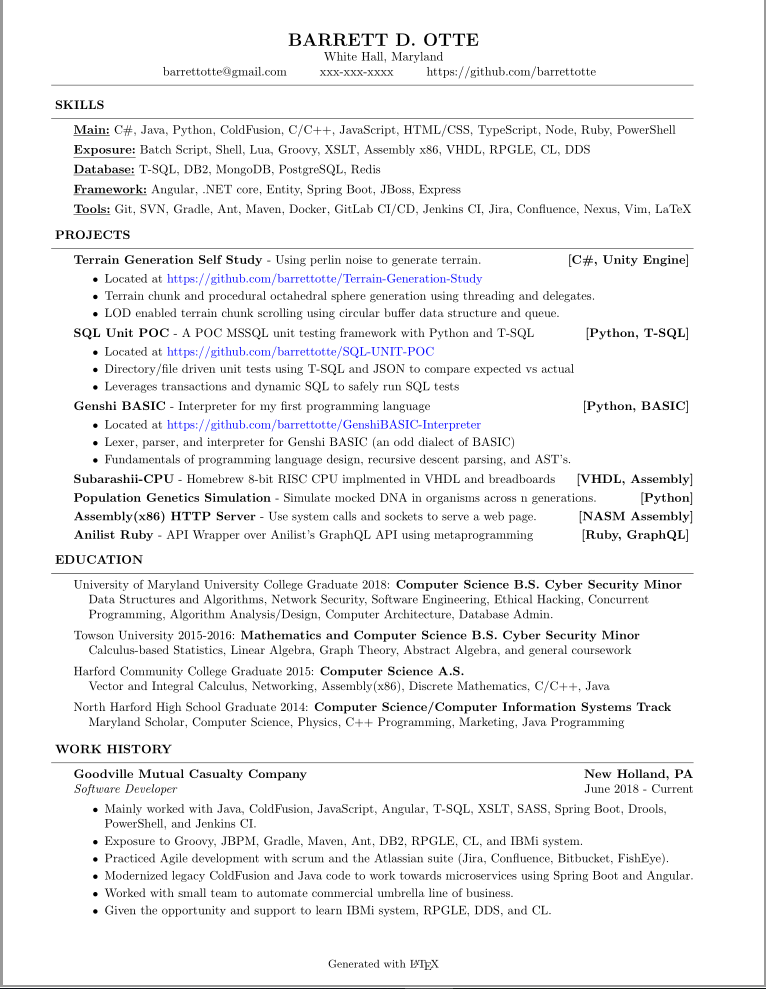 BARRETT D. OTTE
White Hall, Maryland
barrettotte@gmail.com xxx-xxx-xxxx https://github.com/barrettotte
SKILLS
Main: C#, Java, Python, ColdFusion, C/C++, JavaScript, HTML/CSS, TypeScript, Node, Ruby, PowerShell
Exposure: Batch Script, Shell, Lua, Groovy, XSLT, Assembly x86, VHDL, RPGLE, CL, DDS
Database: T-SQL, DB2, MongoDB, PostgreSQL, Redis
Framework: Angular, .NET core, Entity, Spring Boot, JBoss, Express
Tools: Git, SVN, Gradle, Ant, Maven, Docker, GitLab CI/CD, Jenkins CI, Jira, Confluence, Nexus, Vim, LaTeX
PROJECTS
Terrain Generation Self Study - Using perlin noise to generate terrain. [C#, Unity Engine]
• Located at https://github.com/barrettotte/Terrain-Generation-Study
• Terrain chunk and procedural octahedral sphere generation using threading and delegates.
• LOD enabled terrain chunk scrolling using circular buffer data structure and queue.
SQL Unit POC - A POC MSSQL unit testing framework with Python and T-SQL [Python, T-SQL]
• Located at https://github.com/barrettotte/SQL-UNIT-POC
• Directory/file driven unit tests using T-SQL and JSON to compare expected vs actual
• Leverages transactions and dynamic SQL to safely run SQL tests
Genshi BASIC - Interpreter for my first programming language [Python, BASIC]
• Located at https://github.com/barrettotte/GenshiBASIC-Interpreter
• Lexer, parser, and interpreter for Genshi BASIC (an odd dialect of BASIC)
• Fundamentals of programming language design, recursive descent parsing, and AST's.
Subarashii-CPU - Homebrew 8-bit RISC CPU implmented in VHDL and breadboards [VHDL, Assembly]
Population Genetics Simulation - Simulate mocked DNA in organisms across n generations. [Python]
Assembly(x86) HTTP Server - Use system calls and sockets to serve a web page. [NASM Assembly]
Anilist Ruby - API Wrapper over Anilist's GraphQL API using metaprogramming [Ruby, GraphQL]
EDUCATION
University of Maryland University College Graduate 2018: Computer Science B.S. Cyber Security Minor
Data Structures and Algorithms, Network Security, Software Engineering, Ethical Hacking, Concurrent
Programming, Algorithm Analysis/Design, Computer Architecture, Database Admin.
Towson University 2015-2016: Mathematics and Computer Science B.S. Cyber Security Minor
Calculus-based Statistics, Linear Algebra, Graph Theory, Abstract Algebra, and general coursework
Harford Community College Graduate 2015: Computer Science A.S.
Vector and Integral Calculus, Networking, Assembly(x86), Discrete Mathematics, C/C++, Java
North Harford High School Graduate 2014: Computer Science/Computer Information Systems Track
Maryland Scholar, Computer Science, Physics, C++ Programming, Marketing, Java Programming
WORK HISTORY
Goodville Mutual Casualty Company New Holland, PA
Software Developer June 2018 - Current
• Mainly worked with Java, ColdFusion, JavaScript, Angular, T-SQL, XSLT, SASS, Spring Boot, Drools,
PowerShell, and Jenkins CI.
• Exposure to Groovy, JBPM, Gradle, Maven, Ant, DB2, RPGLE, CL, and IBMi system.
• Practiced Agile development with scrum and the Atlassian suite (Jira, Confluence, Bitbucket, FishEye).
• Modernized legacy ColdFusion and Java code to work towards microservices using Spring Boot and Angular.
• Worked with small team to automate commercial umbrella line of business.
• Given the opportunity and support to learn IBMi system, RPGLE, DDS, and CL.
Generated with LATEX